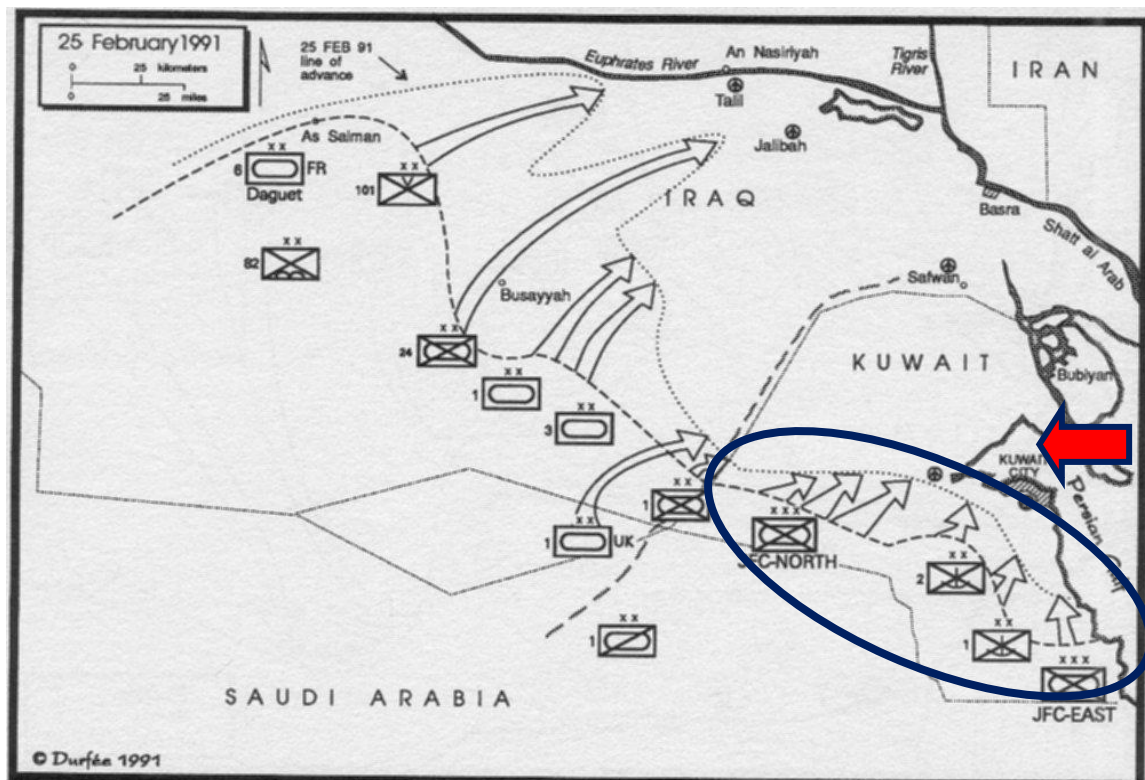 25 February 1991
0 25 kilometers
0 25 miles
25 FEB 91
line of
advance
Euphrates River
An Nasiriyah
Tigris
River
IRAN
Talil
As Salman
Jalibah
xx
6 FR
Daguet
xx
101
IRAQ
Basra
Shatt al Arab
xx
82
Busayyah
Safwan
xx
24
KUWAIT
Bubiyan
xx
1
xx
3
KUWAIT
CITY
Persian
xx
1
xxx
JFC-NORTH
xx
1 UK
xx
2
xx
1
xx
1
xxx
JFC-EAST
SAUDI ARABIA
© Durfée 1991